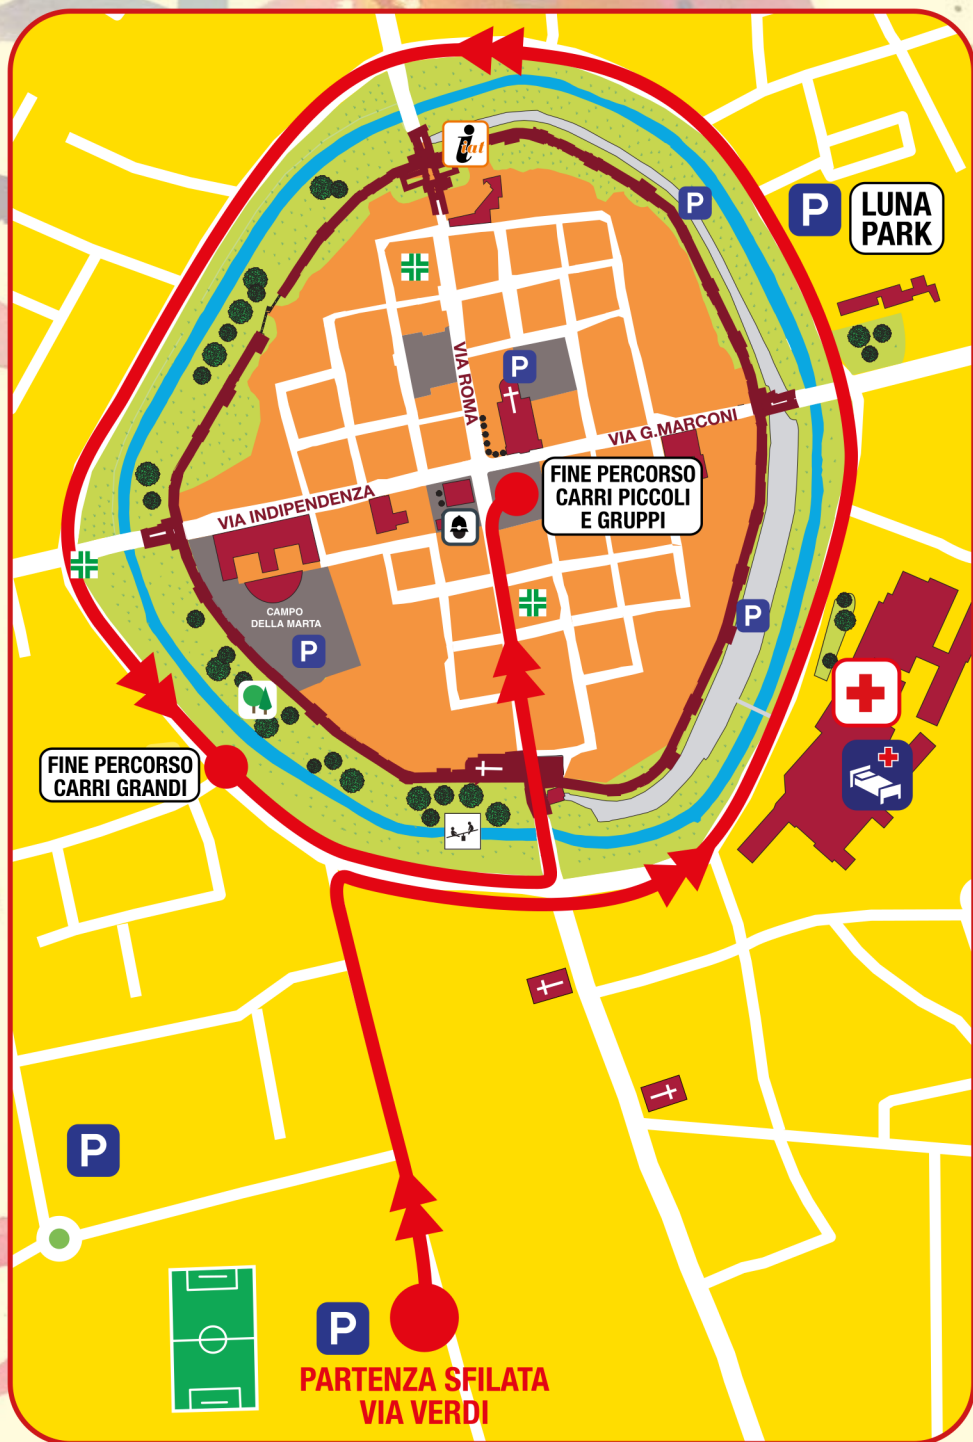 i iat
P
LUNA
PARK
P
VIA ROMA
P
VIA G.MARCONI
FINE PERCORSO
CARRI PICCOLI
E GRUPPI
VIA INDIPENDENZA
CAMPO
DELLA MARTA
P
P
FINE PERCORSO
CARRI GRANDI
P
P
PARTENZA SFILATA
VIA VERDI